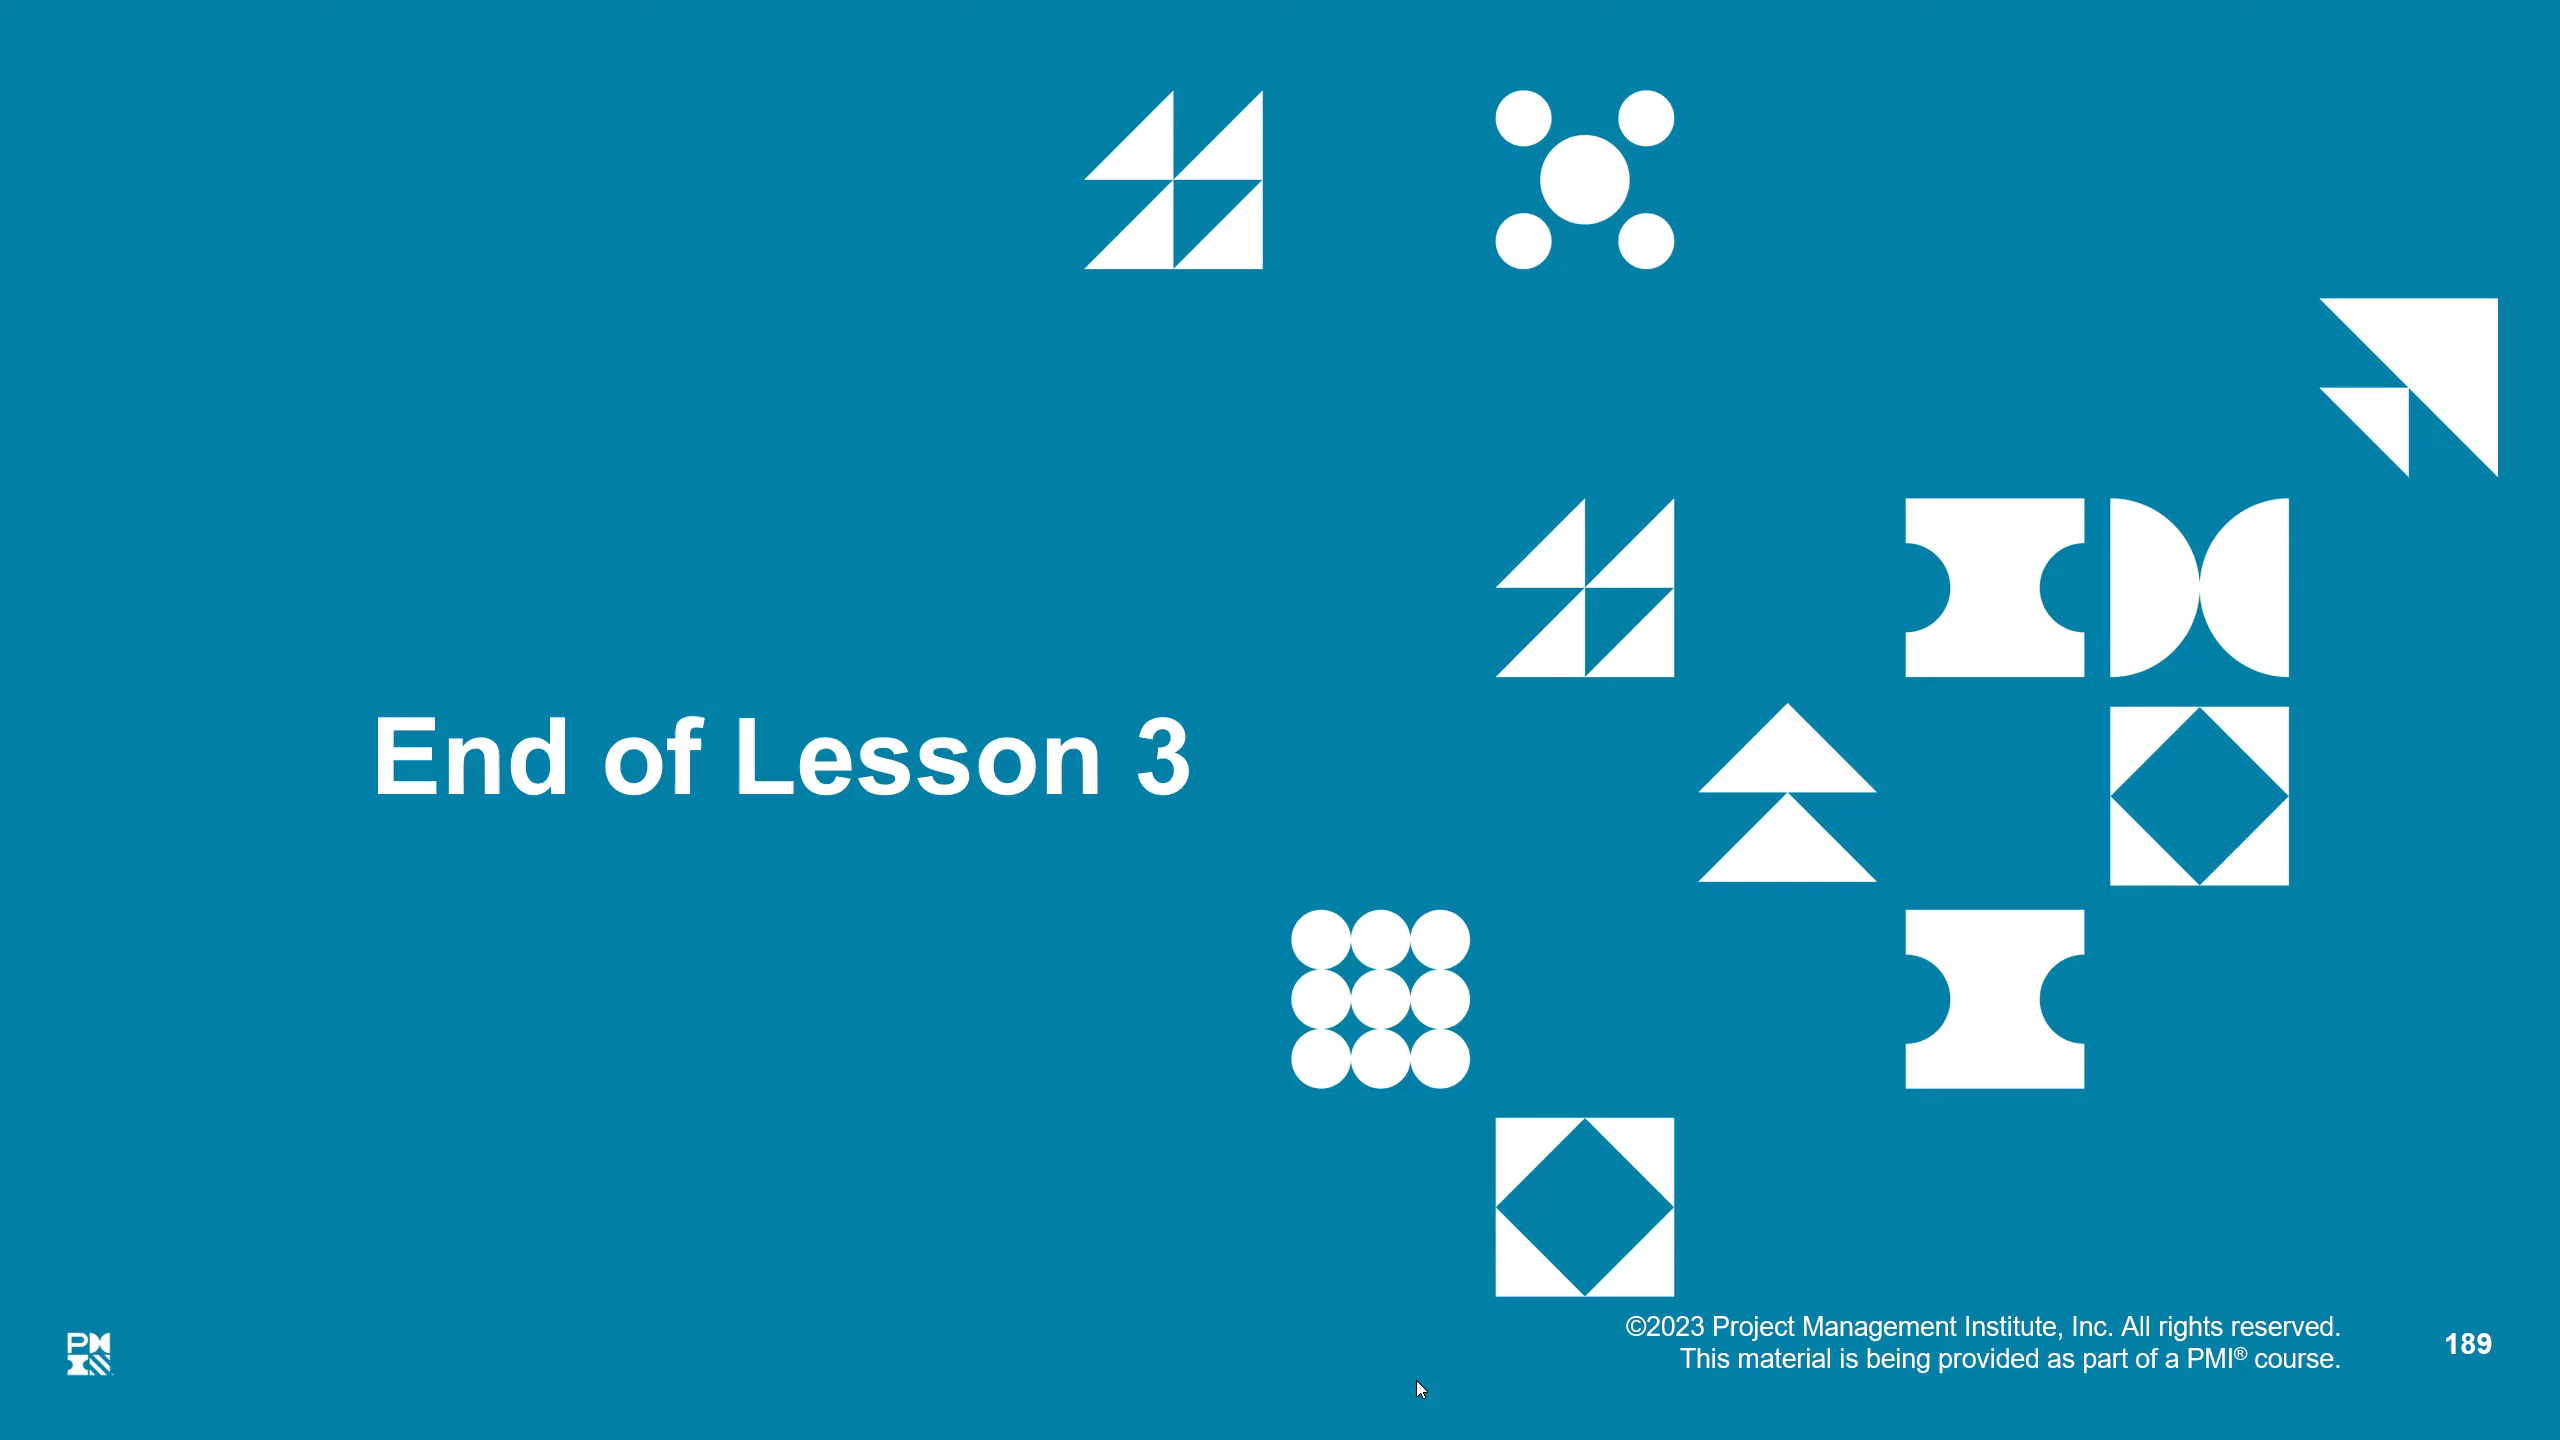 End of Lesson 3
©2023 Project Management Institute, Inc. All rights reserved.
This material is being provided as part of a PMI® course.
189